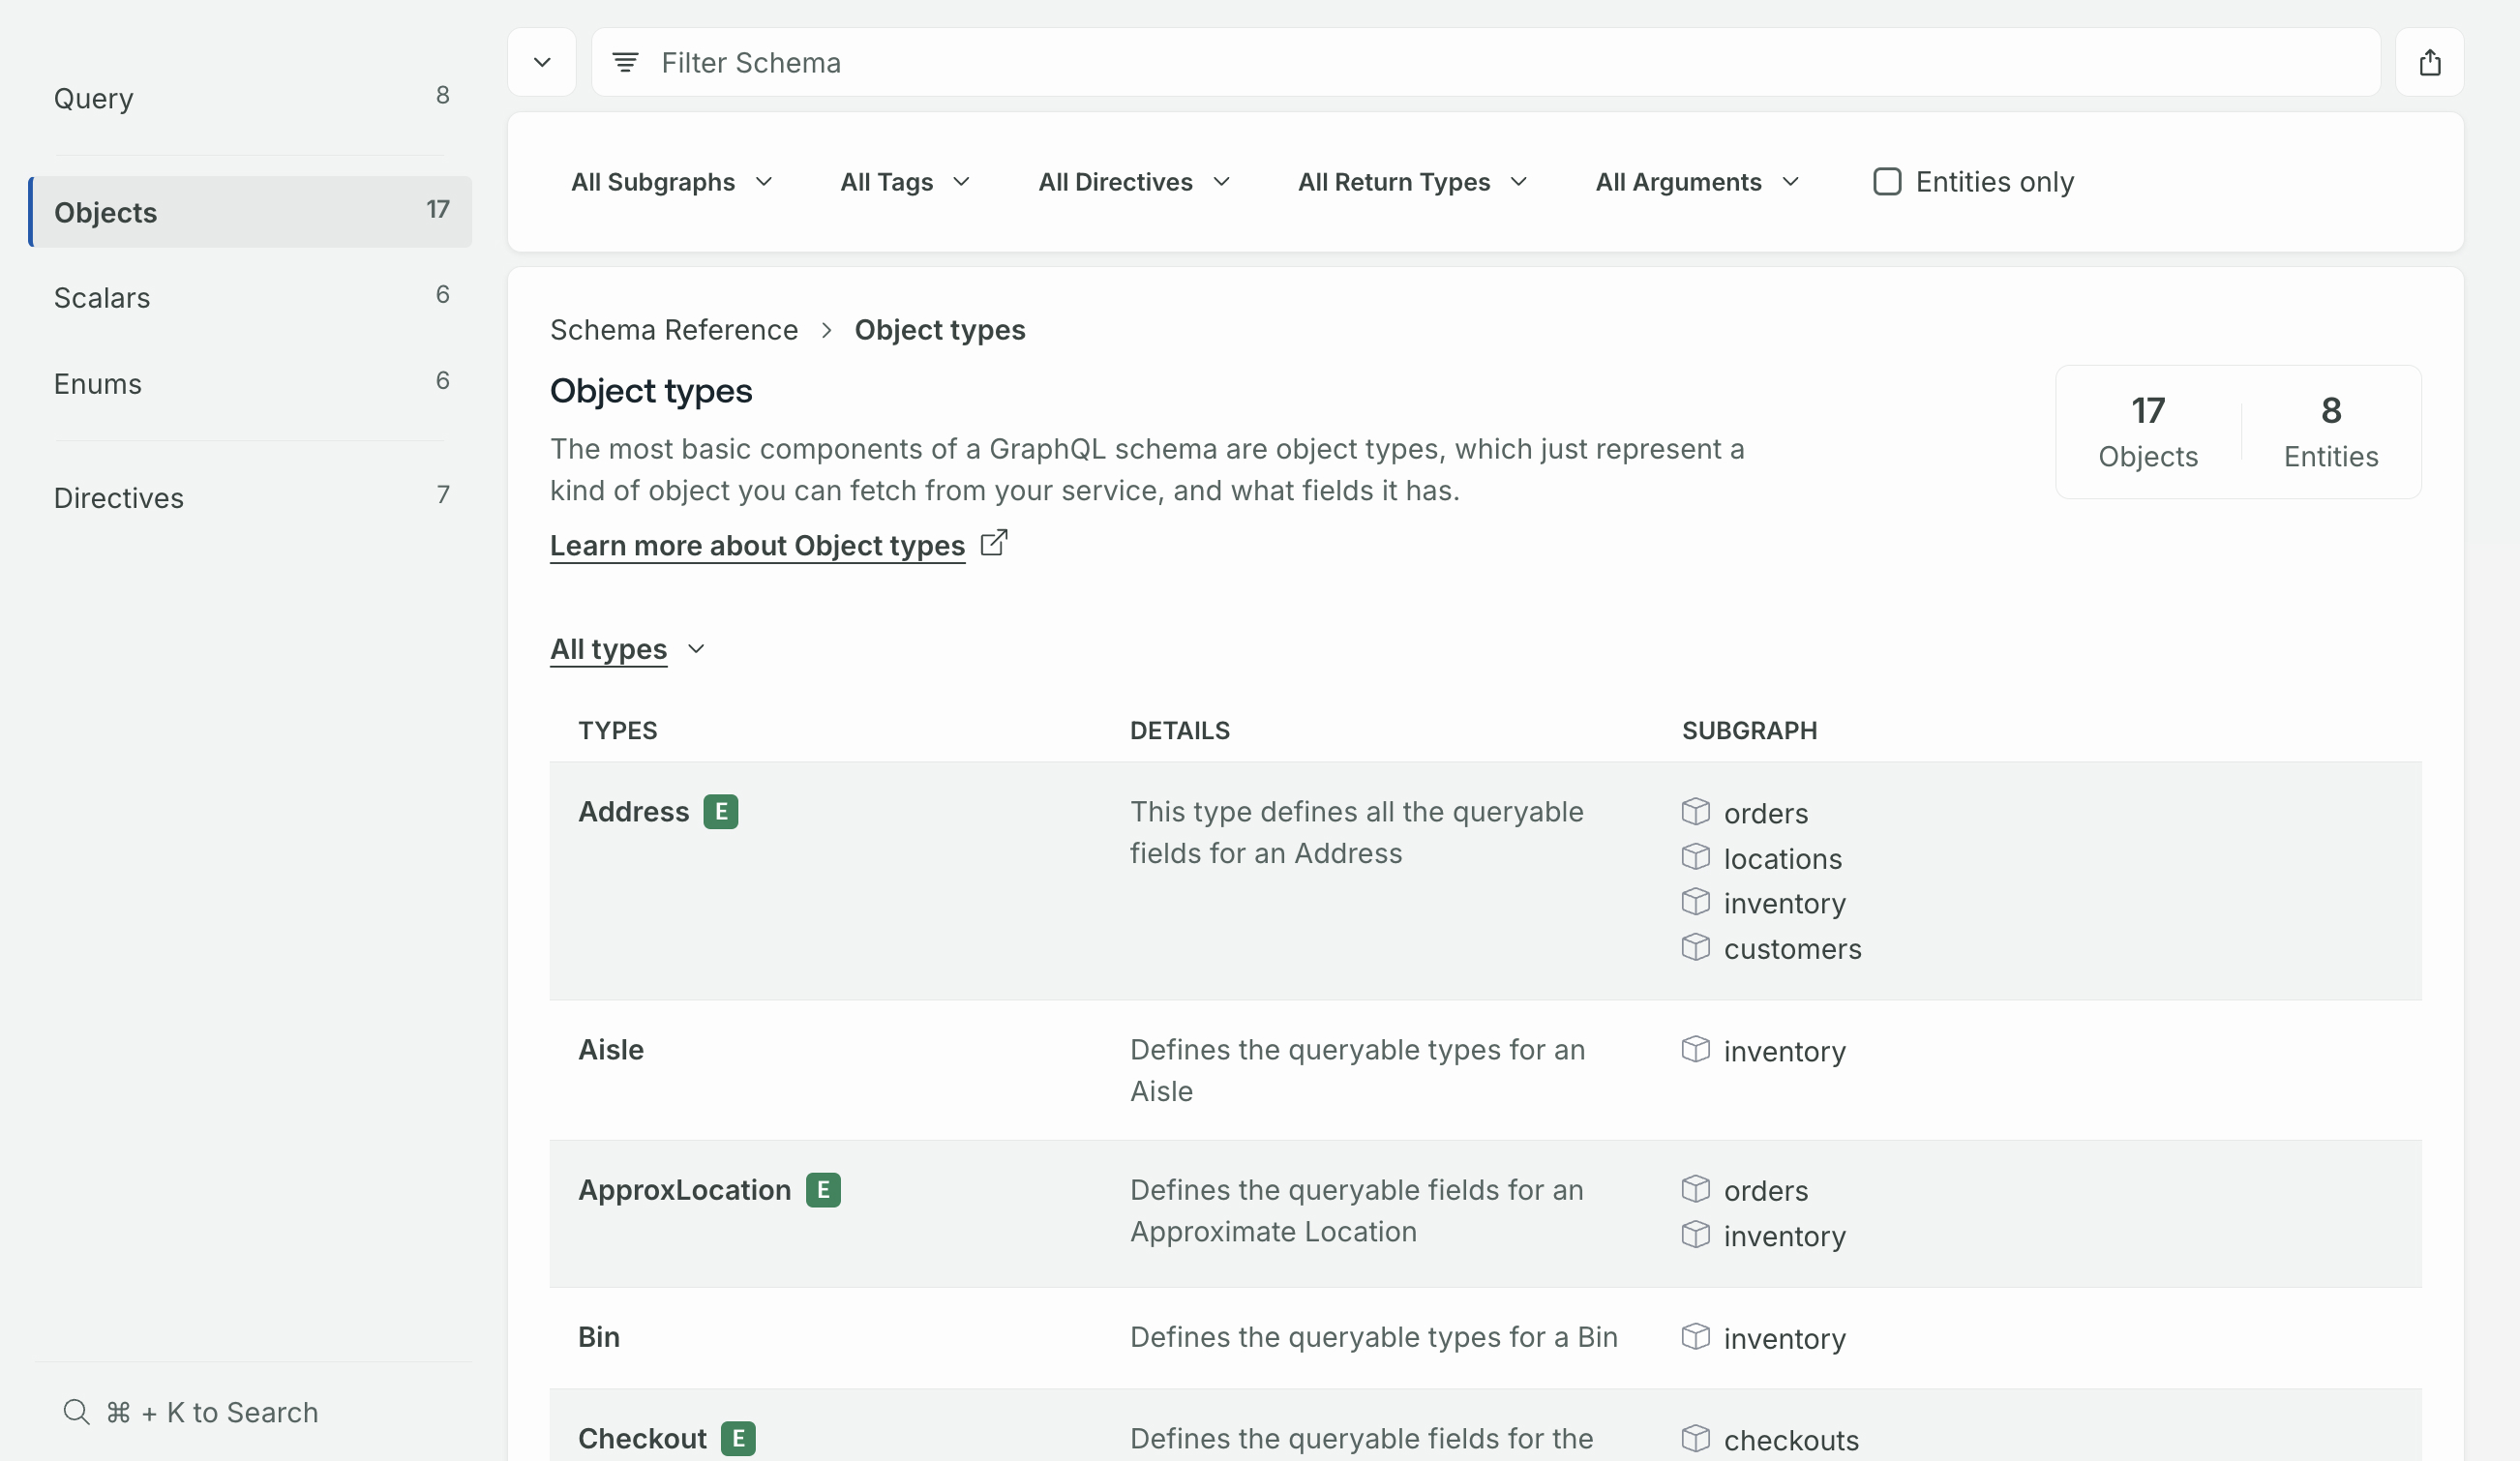 Query 8
Objects 17
Scalars 6
Enums 6
Directives 7
⌘ + K to Search
Filter Schema
All Subgraphs All Tags All Directives All Return Types All Arguments Entities only
Schema Reference > Object types
Object types
The most basic components of a GraphQL schema are object types, which just represent a
kind of object you can fetch from your service, and what fields it has.
Learn more about Object types
17 8
Objects Entities
All types
TYPES DETAILS SUBGRAPH
Address E
This type defines all the queryable
fields for an Address
orders
locations
inventory
customers
Aisle
Defines the queryable types for an
Aisle
inventory
ApproxLocation E
Defines the queryable fields for an
Approximate Location
orders
inventory
Bin
Defines the queryable types for a Bin
inventory
Checkout E
Defines the queryable fields for the
checkouts